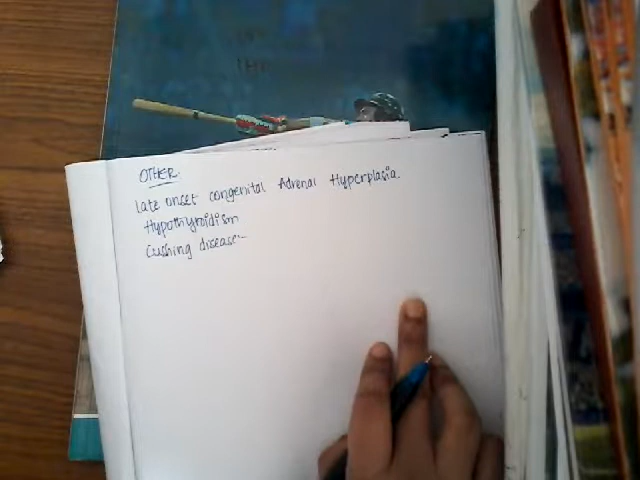 OTHER.
Late onset congenital Adrenal Hyperplasia.
Hypothyroidism
Cushing disease:-